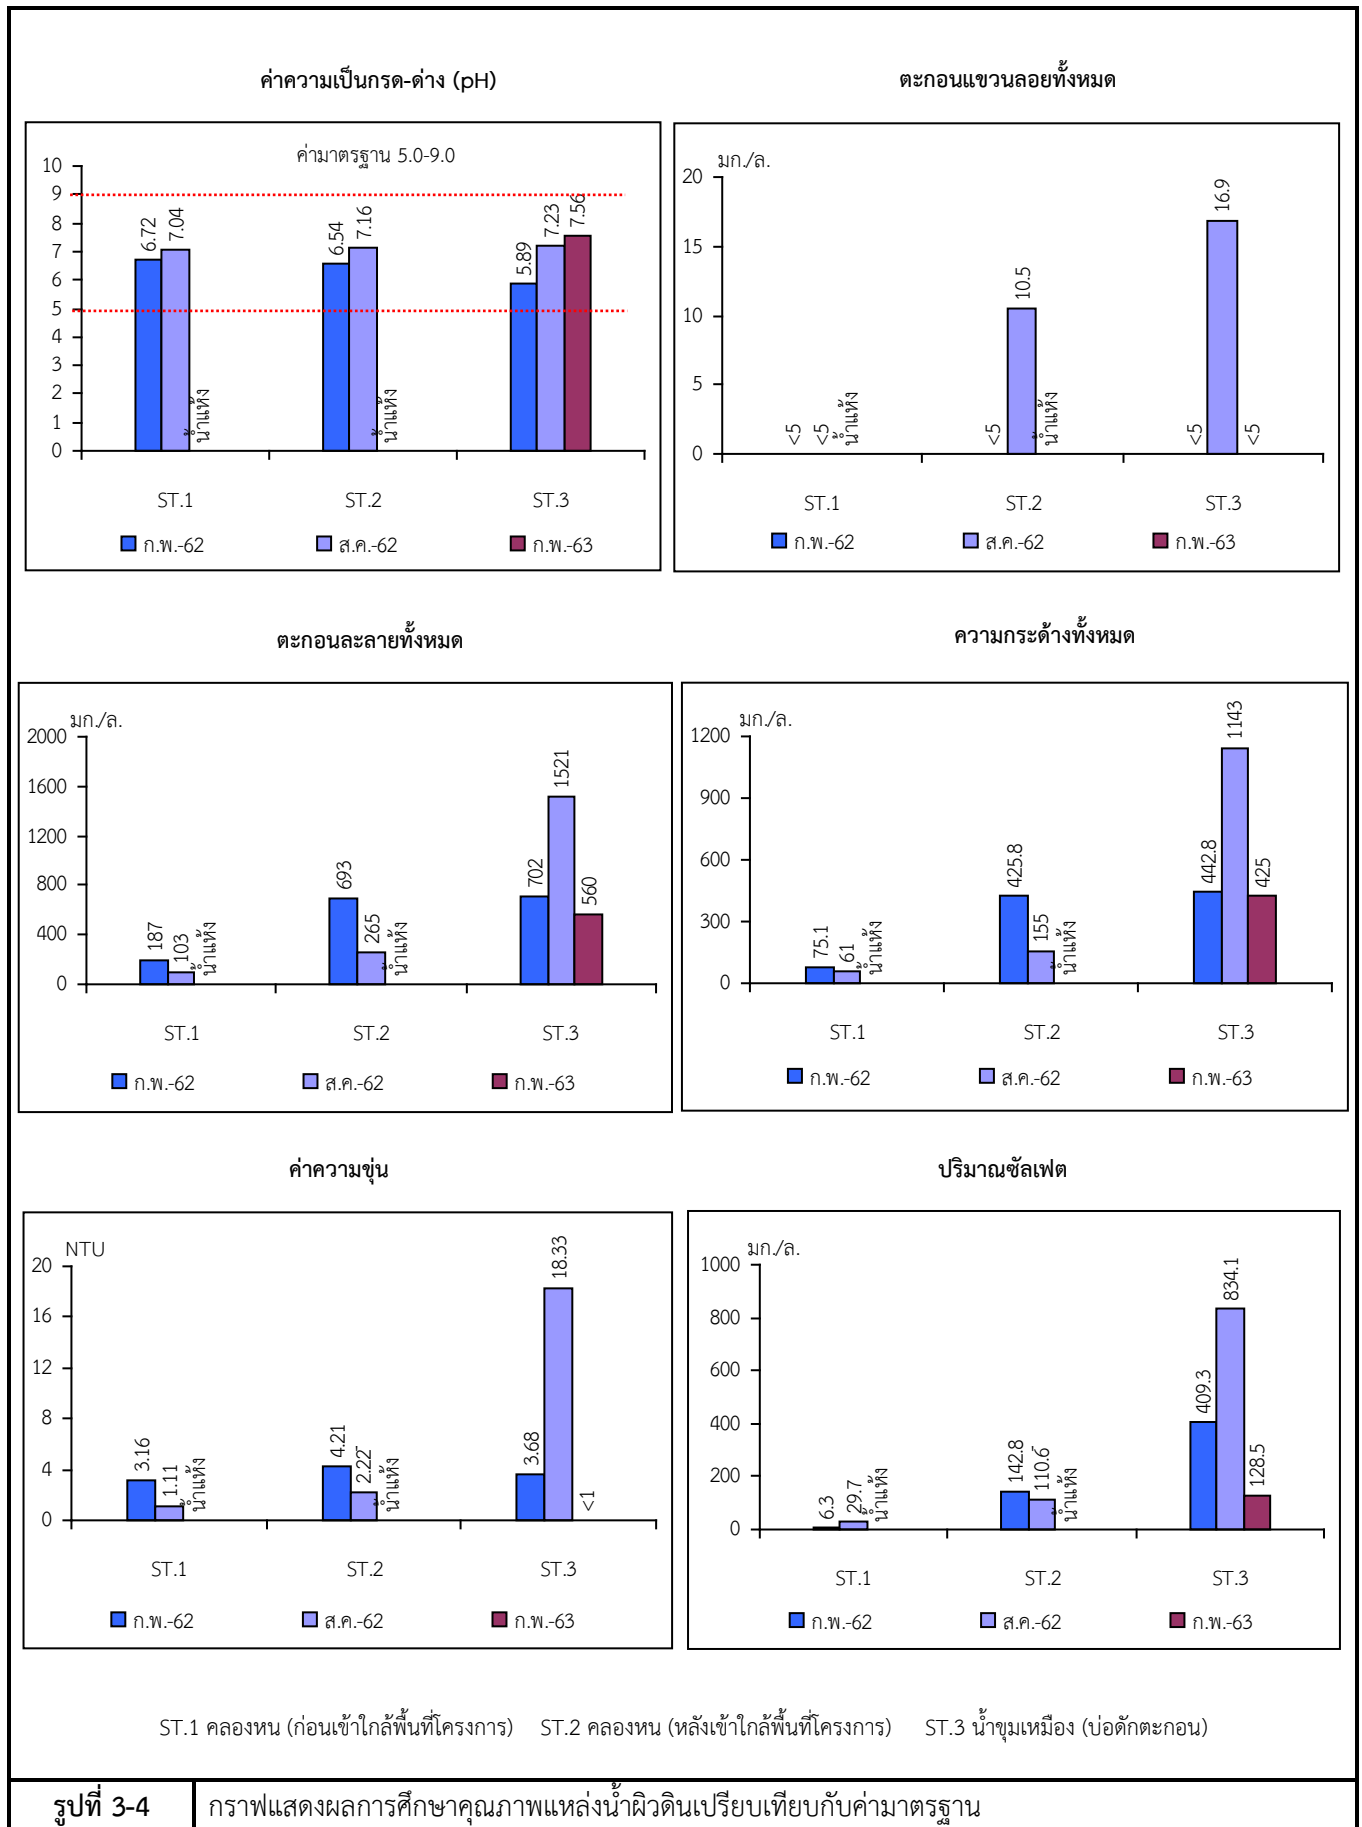 ค่าความเป็นกรด-ด่าง (pH)
ค่ามาตรฐาน 5.0-9.0
10
9
8
7
6
5
4
3
2
1
0
6.72
7.04
น้ำแห้ง
6.54
7.16
น้ำแห้ง
5.89
7.23
7.56
ST.1 ST.2 ST.3
ก.พ.-62 ส.ค.-62 ก.พ.-63
ตะกอนแขวนลอยทั้งหมด
มก./ล.
20
15
10
5
0
<5
<5
น้ำแห้ง
<5
10.5
น้ำแห้ง
<5
16.9
<5
ST.1 ST.2 ST.3
ก.พ.-62 ส.ค.-62 ก.พ.-63
ตะกอนละลายทั้งหมด
มก./ล.
2000
1600
1200
800
400
0
187
103
น้ำแห้ง
693
265
น้ำแห้ง
702
1521
560
ST.1 ST.2 ST.3
ก.พ.-62 ส.ค.-62 ก.พ.-63
ความกระด้างทั้งหมด
มก./ล.
1200
900
600
300
0
75.1
61
น้ำแห้ง
425.8
155
น้ำแห้ง
442.8
1143
425
ST.1 ST.2 ST.3
ก.พ.-62 ส.ค.-62 ก.พ.-63
ค่าความขุ่น
NTU
20
16
12
8
4
0
3.16
1.11
น้ำแห้ง
4.21
2.22
น้ำแห้ง
3.68
18.33
<1
ST.1 ST.2 ST.3
ก.พ.-62 ส.ค.-62 ก.พ.-63
ปริมาณซัลเฟต
มก./ล.
1000
800
600
400
200
0
6.3
29.7
น้ำแห้ง
142.8
110.6
น้ำแห้ง
409.3
834.1
128.5
ST.1 ST.2 ST.3
ก.พ.-62 ส.ค.-62 ก.พ.-63
ST.1 คลองหน (ก่อนเข้าใกล้พื้นที่โครงการ) ST.2 คลองหน (หลังเข้าใกล้พื้นที่โครงการ) ST.3 น้ำขุมเหมือง (บ่อดักตะกอน)
รูปที่ 3-4 กราฟแสดงผลการศึกษาคุณภาพแหล่งน้ำผิวดินเปรียบเทียบกับค่ามาตรฐาน